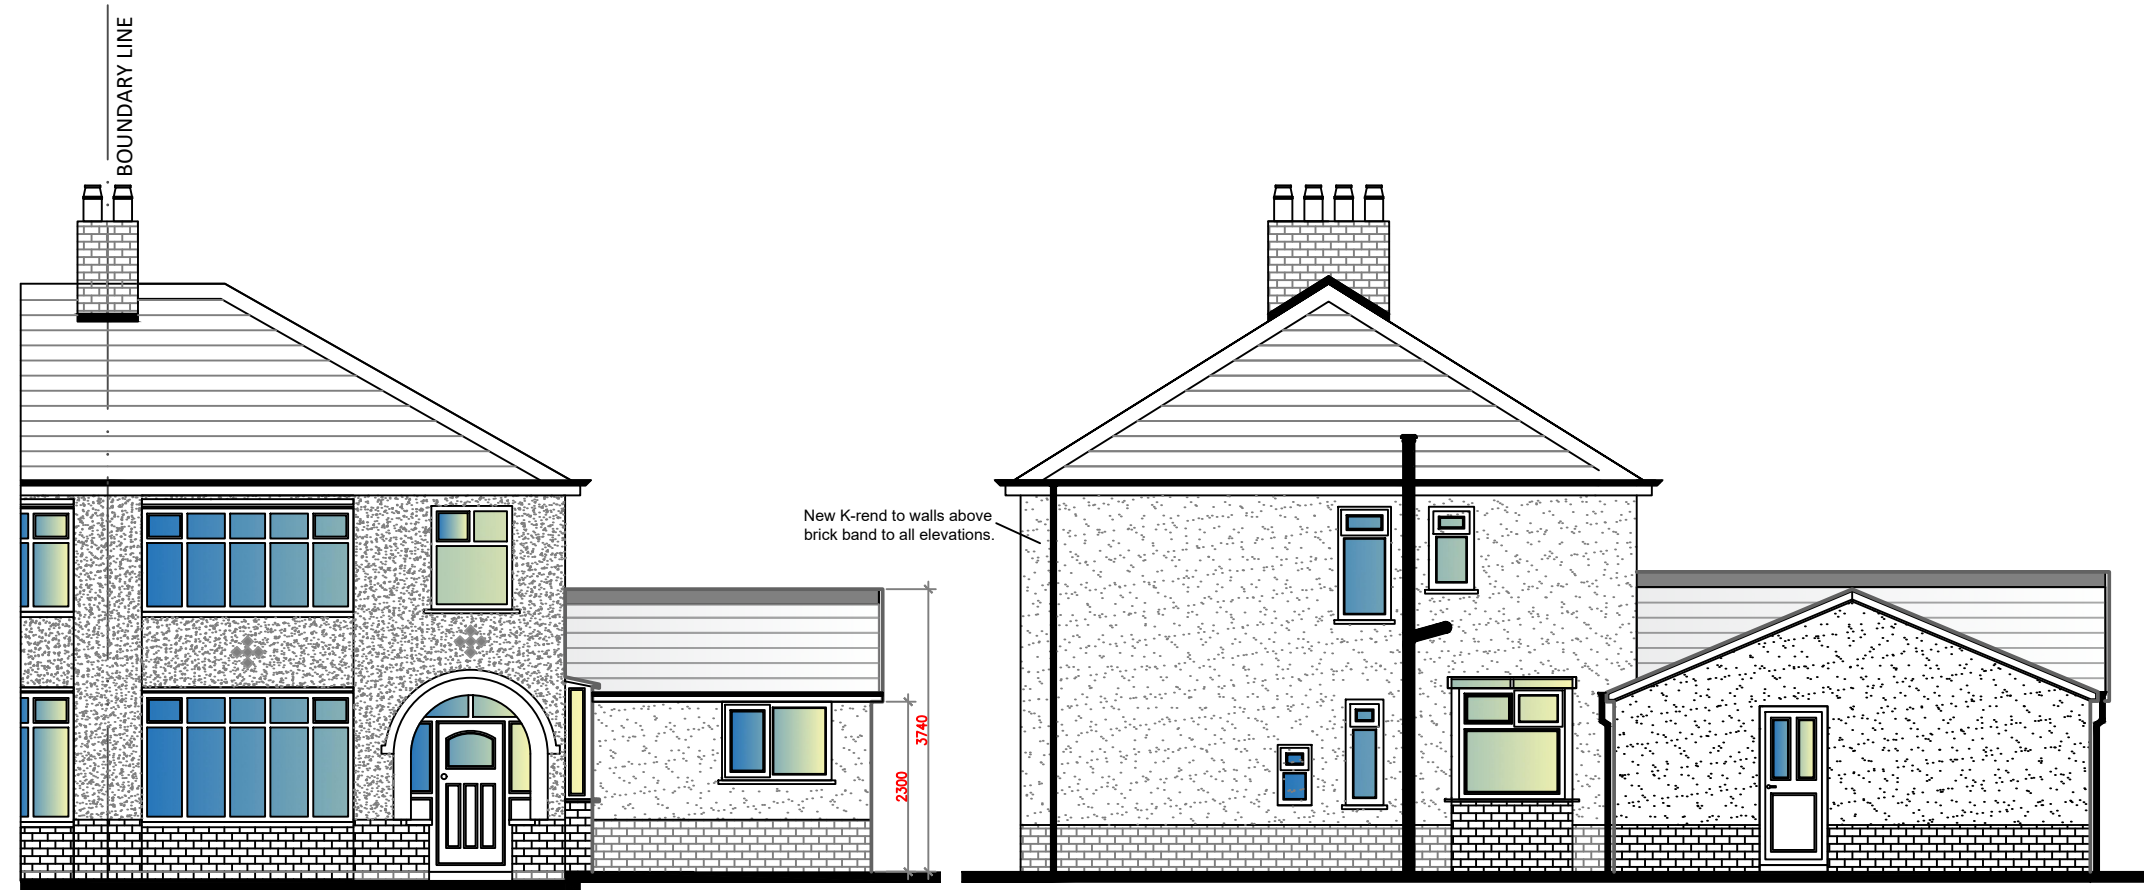 BOUNDARY LINE
New K-rend to walls above
brick band to all elevations.
2300
3740